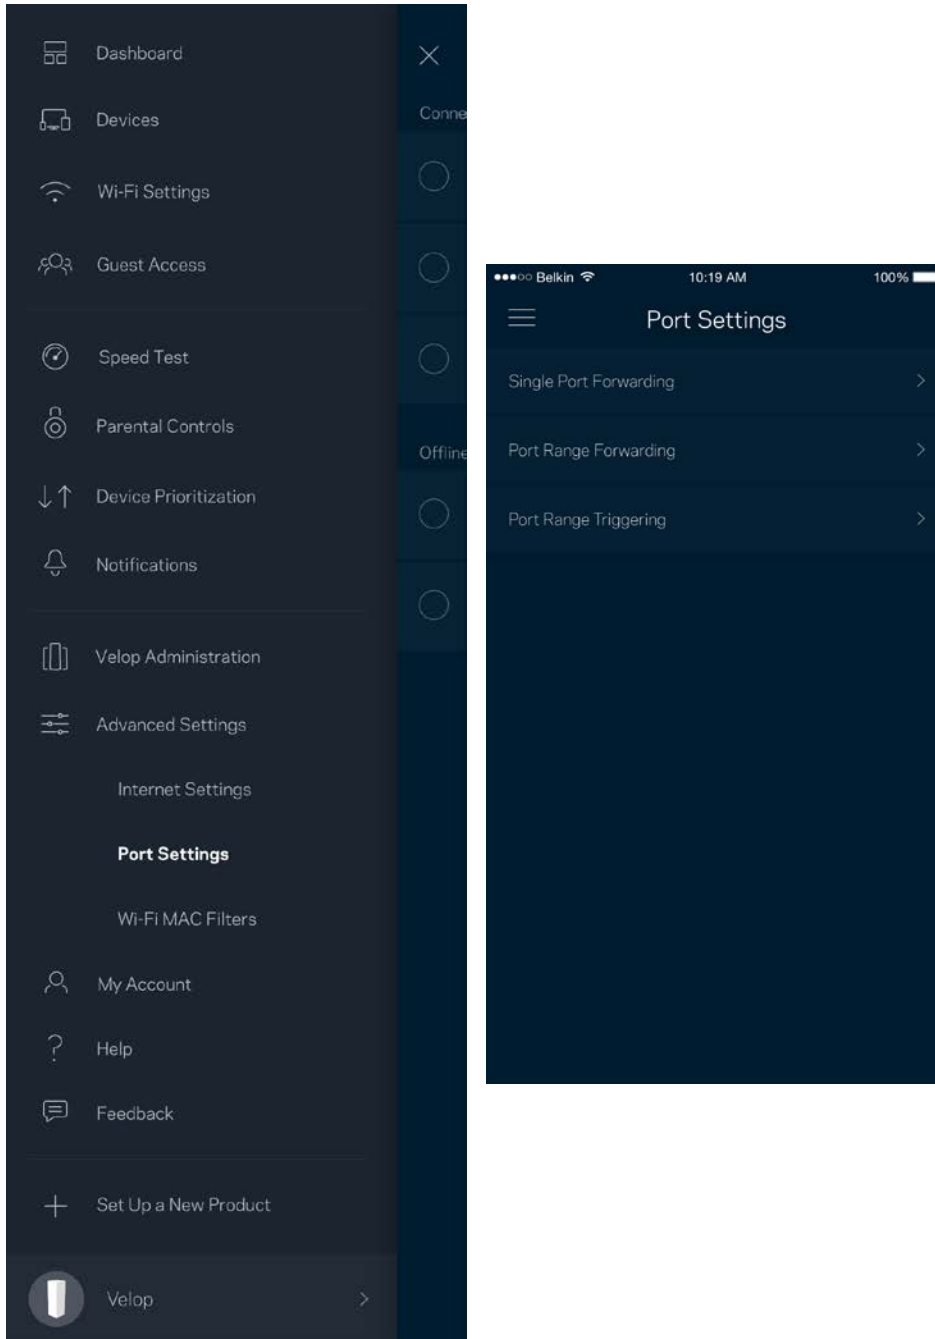 Dashboard
Devices
Wi-Fi Settings
Guest Access
Speed Test
Parental Controls
Device Prioritization
Notifications
Velop Administration
Advanced Settings
Internet Settings
Port Settings
Wi-Fi MAC Filters
My Account
Help
Feedback
Set Up a New Product
Velop
Conne
Offline
Belkin 10:19 AM 100%
Port Settings
Single Port Forwarding
Port Range Forwarding
Port Range Triggering